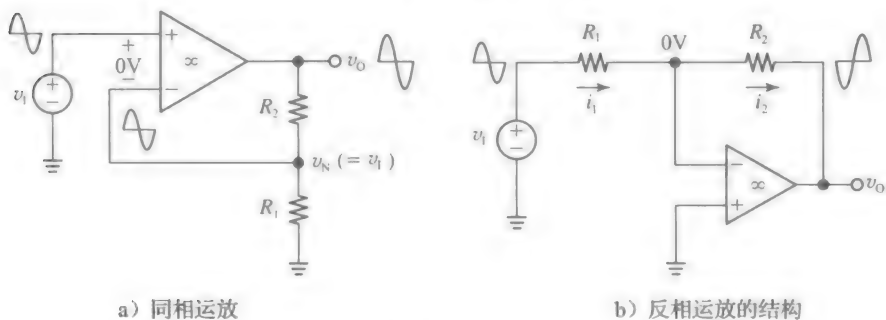 +
0V
−
+
−
∞
v_O
v_I
+
−
R_2
v_N (= v_I)
R_1
a）同相运放
R_1
0V
R_2
i_1
i_2
v_I
+
−
−
∞
+
v_O
b）反相运放的结构